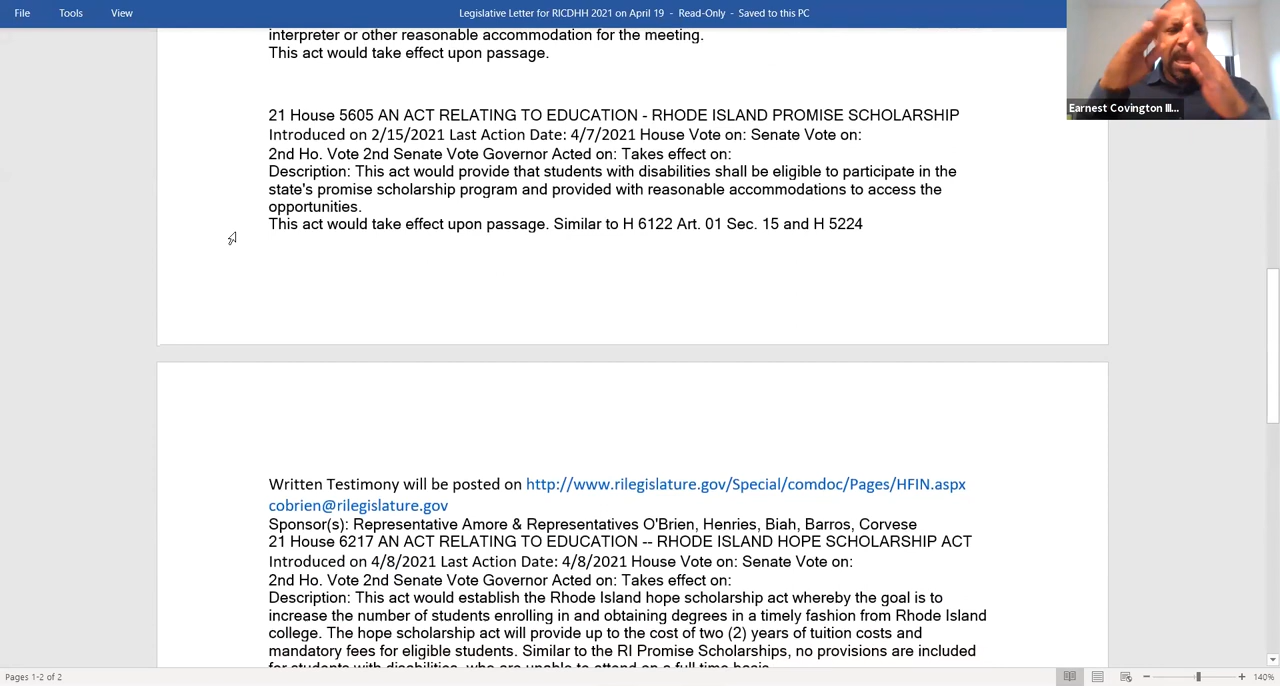 File Tools View Legislative Letter for RICDHH 2021 on April 19 - Read-Only - Saved to this PC
interpreter or other reasonable accommodation for the meeting.
This act would take effect upon passage.
Earnest Covington III...
21 House 5605 AN ACT RELATING TO EDUCATION - RHODE ISLAND PROMISE SCHOLARSHIP
Introduced on 2/15/2021 Last Action Date: 4/7/2021 House Vote on: Senate Vote on:
2nd Ho. Vote 2nd Senate Vote Governor Acted on: Takes effect on:
Description: This act would provide that students with disabilities shall be eligible to participate in the
state's promise scholarship program and provided with reasonable accommodations to access the
opportunities.
This act would take effect upon passage. Similar to H 6122 Art. 01 Sec. 15 and H 5224
Written Testimony will be posted on http://www.rilegislature.gov/Special/comdoc/Pages/HFIN.aspx
cobrien@rilegislature.gov
Sponsor(s): Representative Amore & Representatives O'Brien, Henries, Biah, Barros, Corvese
21 House 6217 AN ACT RELATING TO EDUCATION -- RHODE ISLAND HOPE SCHOLARSHIP ACT
Introduced on 4/8/2021 Last Action Date: 4/8/2021 House Vote on: Senate Vote on:
2nd Ho. Vote 2nd Senate Vote Governor Acted on: Takes effect on:
Description: This act would establish the Rhode Island hope scholarship act whereby the goal is to
increase the number of students enrolling in and obtaining degrees in a timely fashion from Rhode Island
college. The hope scholarship act will provide up to the cost of two (2) years of tuition costs and
mandatory fees for eligible students. Similar to the RI Promise Scholarships, no provisions are included
for students with disabilities, who are unable to attend on a full time basis.
Pages 1-2 of 2 140%